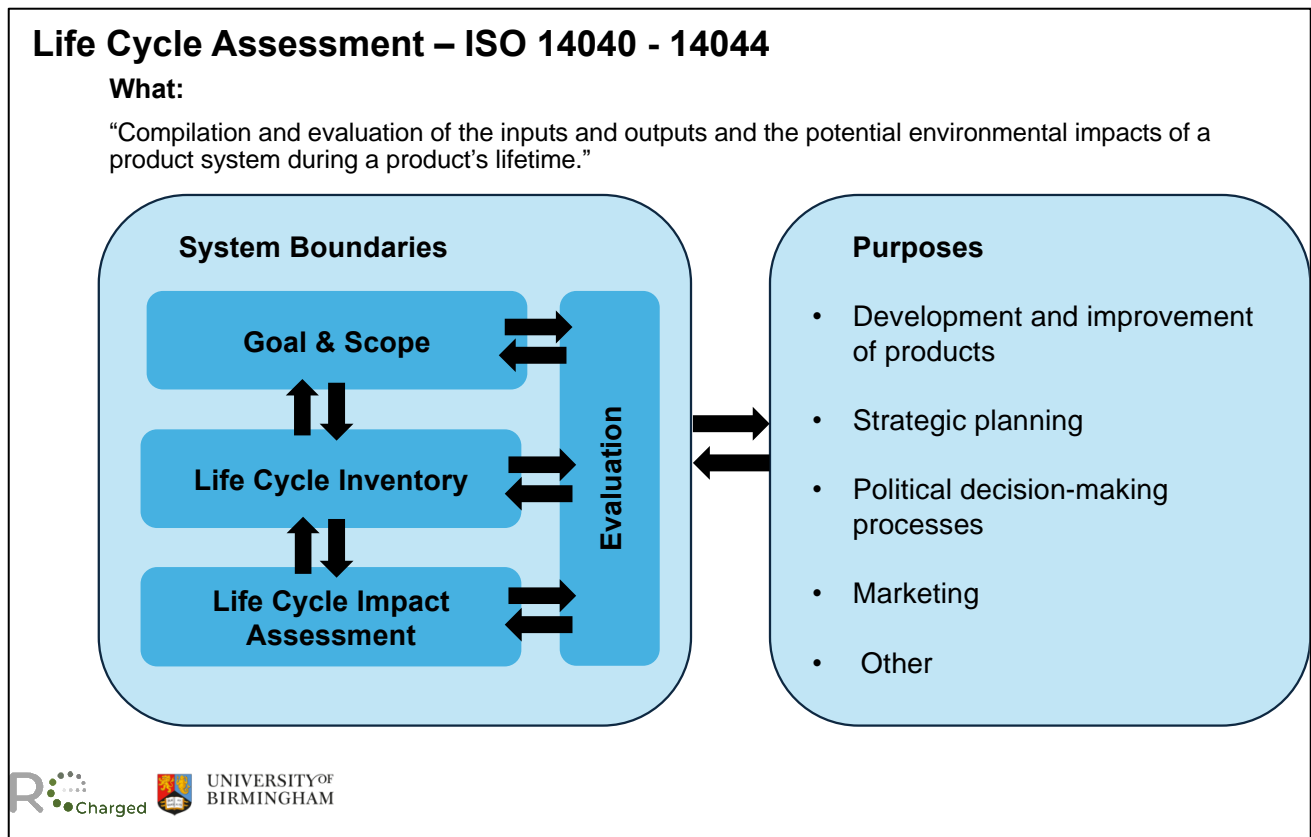 Life Cycle Assessment – ISO 14040 - 14044
What:
“Compilation and evaluation of the inputs and outputs and the potential environmental impacts of a
product system during a product’s lifetime.”
System Boundaries
Goal & Scope
Life Cycle Inventory
Life Cycle Impact
Assessment
Evaluation
Purposes
• Development and improvement
of products
• Strategic planning
• Political decision-making
processes
• Marketing
• Other
R Charged
UNIVERSITY OF
BIRMINGHAM